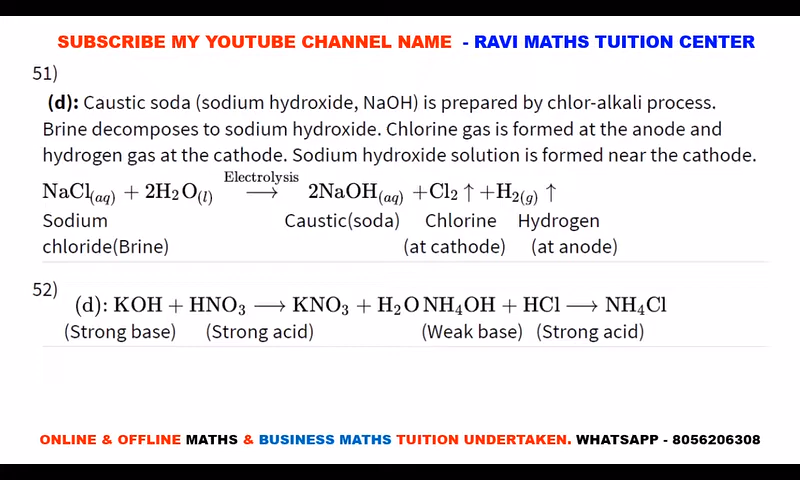 SUBSCRIBE MY YOUTUBE CHANNEL NAME - RAVI MATHS TUITION CENTER
51)
(d): Caustic soda (sodium hydroxide, NaOH) is prepared by chlor-alkali process.
Brine decomposes to sodium hydroxide. Chlorine gas is formed at the anode and
hydrogen gas at the cathode. Sodium hydroxide solution is formed near the cathode.
NaCl(aq) + 2H₂O(l) Electrolysis ⟶ 2NaOH(aq) +Cl₂ ↑ +H₂(g) ↑
Sodium Caustic(soda) Chlorine Hydrogen
chloride(Brine) (at cathode) (at anode)
52)
(d): KOH + HNO₃ ⟶ KNO₃ + H₂O NH₄OH + HCl ⟶ NH₄Cl
(Strong base) (Strong acid) (Weak base) (Strong acid)
ONLINE & OFFLINE MATHS & BUSINESS MATHS TUITION UNDERTAKEN. WHATSAPP - 8056206308